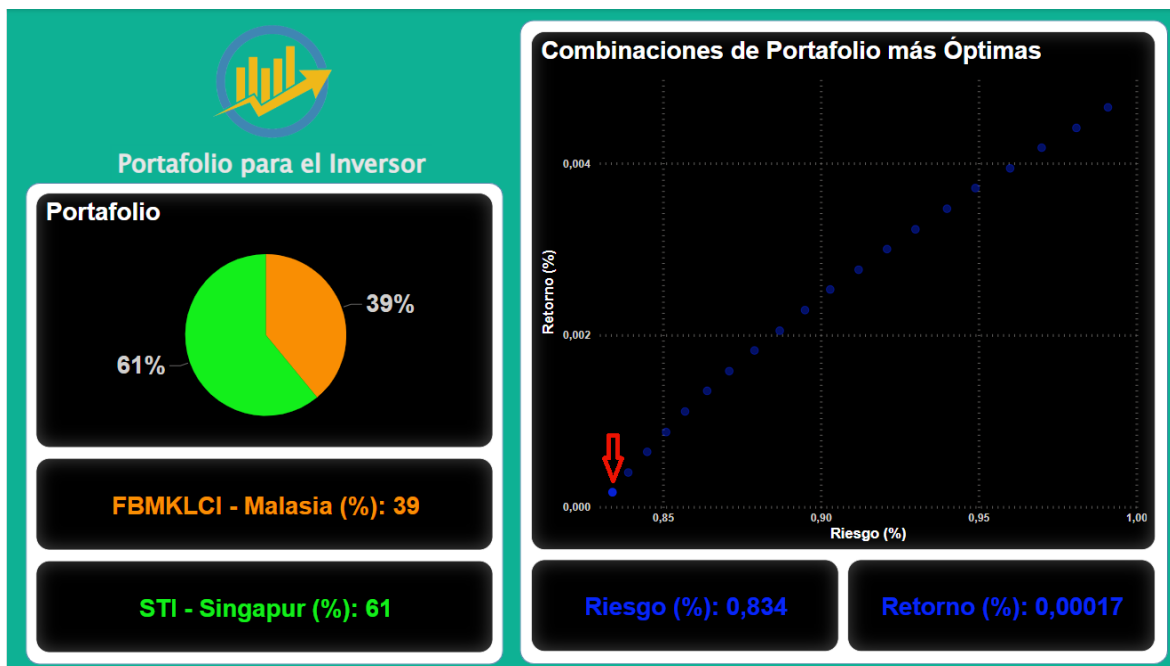 Portafolio para el Inversor
Portafolio
39%
61%
FBMKLCI - Malasia (%): 39
STI - Singapur (%): 61
Combinaciones de Portafolio más Óptimas
Retorno (%)
0,004
0,002
0,000
0,85
0,90
0,95
1,00
Riesgo (%)
Riesgo (%): 0,834
Retorno (%): 0,00017